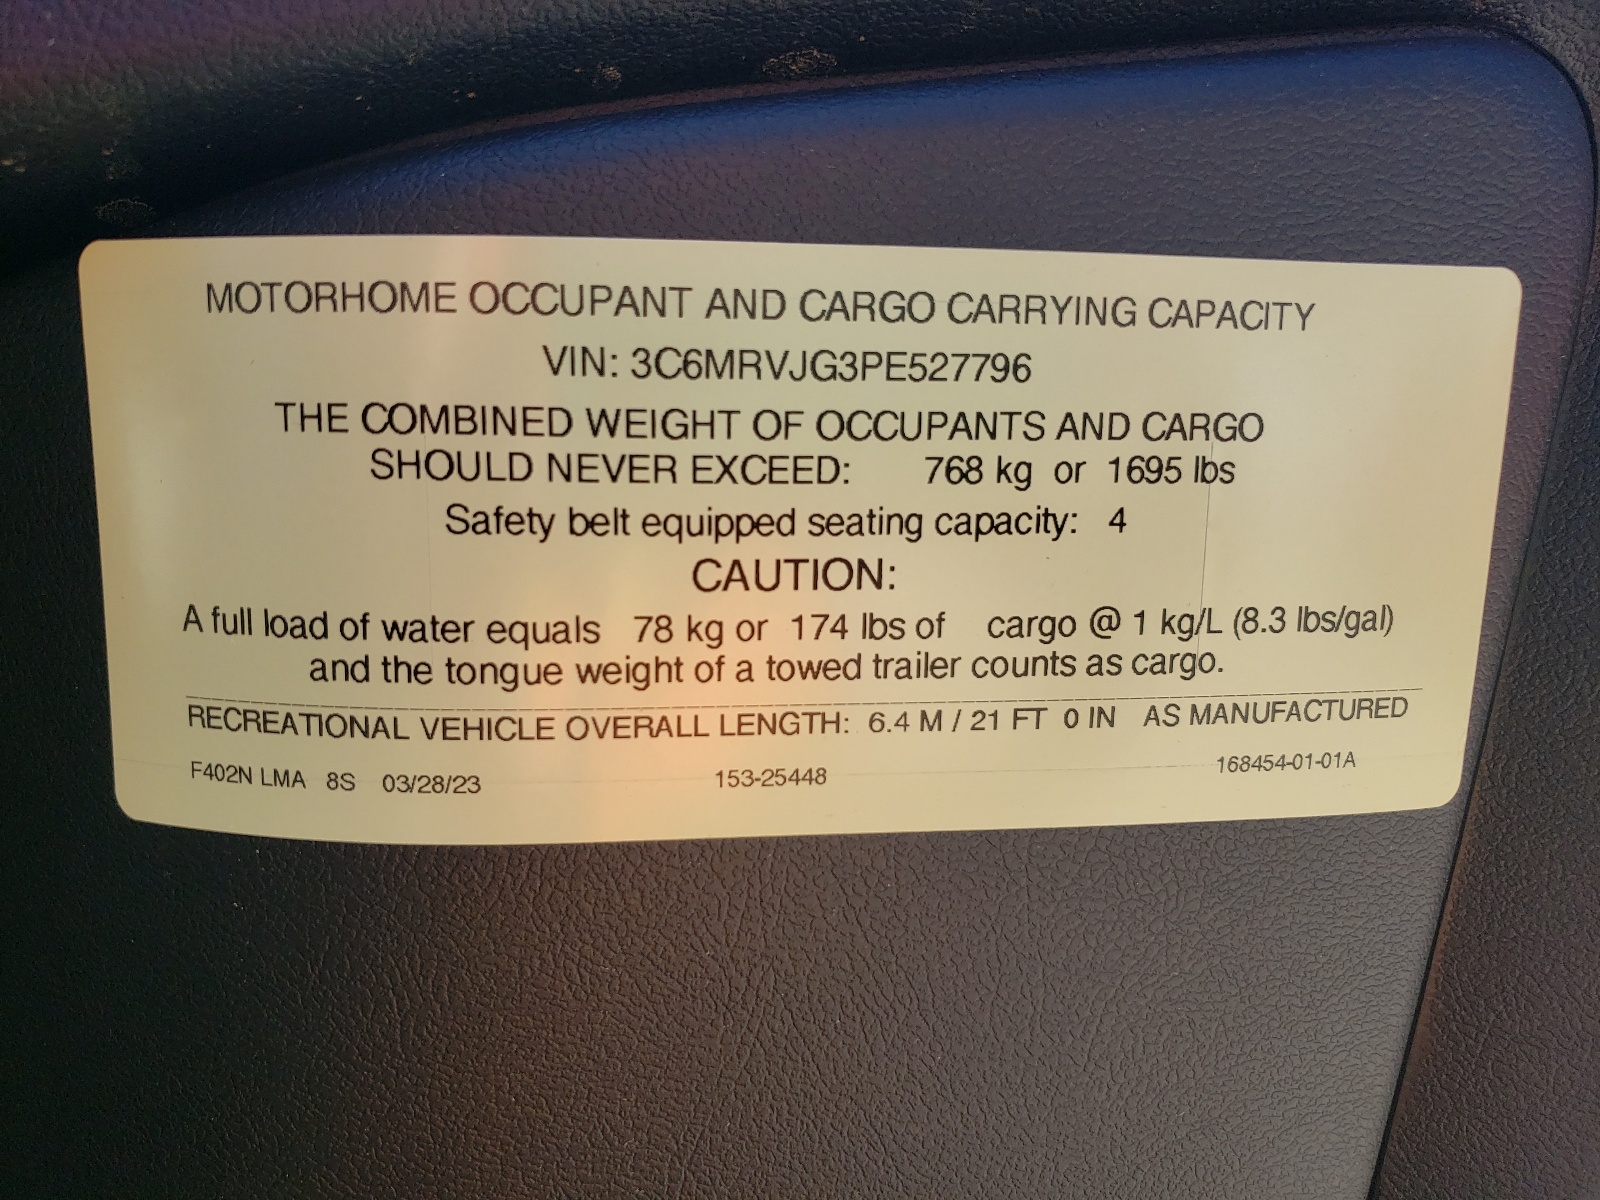 MOTORHOME OCCUPANT AND CARGO CARRYING CAPACITY
VIN: 3C6MRVJG3PE527796
THE COMBINED WEIGHT OF OCCUPANTS AND CARGO
SHOULD NEVER EXCEED: 768 kg or 1695 lbs
Safety belt equipped seating capacity: 4
CAUTION:
A full load of water equals 78 kg or 174 lbs of cargo @ 1 kg/L (8.3 lbs/gal)
and the tongue weight of a towed trailer counts as cargo.
RECREATIONAL VEHICLE OVERALL LENGTH: 6.4 M / 21 FT 0 IN AS MANUFACTURED
F402N LMA 8S 03/28/23 153-25448 168454-01-01A